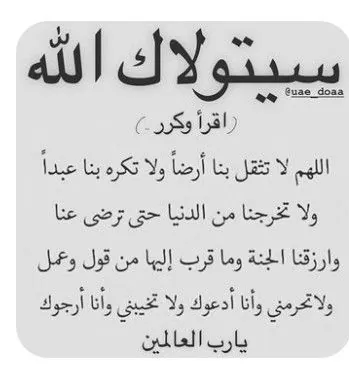 سيتولاك الله
@uae_doaa
(اقرأ وكرر ..)
اللهم لا تثقل بنا أرضاً ولا تكره بنا عبداً
ولا تخرجنا من الدنيا حتى ترضى عنا
وارزقنا الجنة وما قرب إليها من قول وعمل
ولاتحرمني وأنا أدعوك ولا تخيبني وأنا أرجوك
يارب العالمين